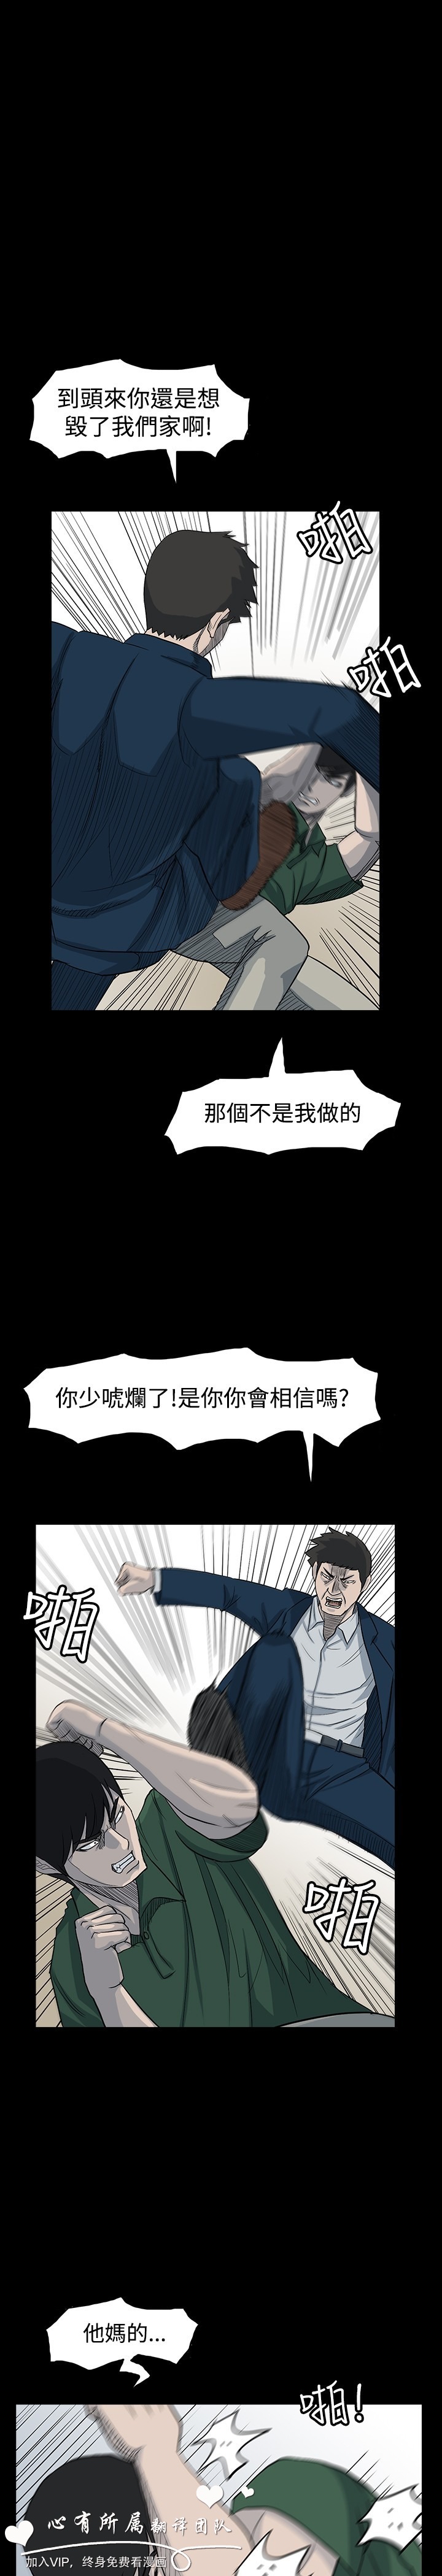 到頭來你還是想
毀了我們家啊!
啪
啪
那個不是我做的
你少唬爛了!是你你會相信嗎?
啪
啪
他媽的...
啪!
心有所属翻译团队
加入VIP，终身免费看漫画